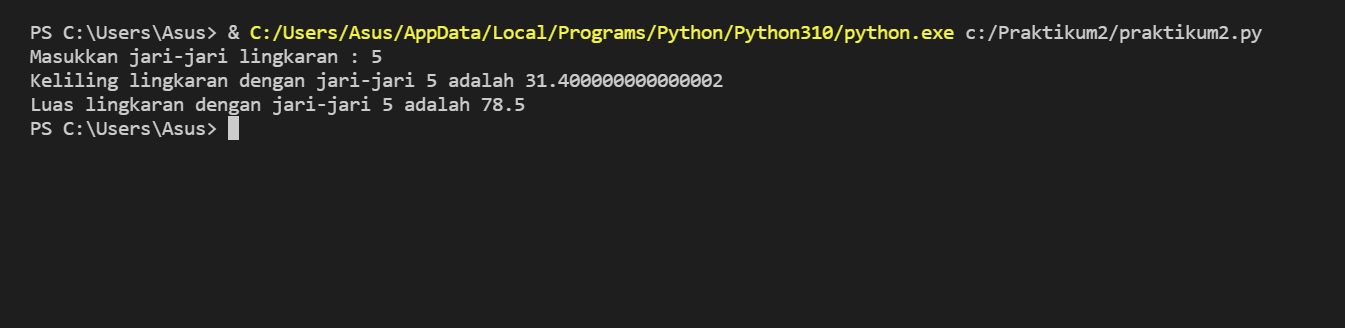 PS C:\Users\Asus> & C:/Users/Asus/AppData/Local/Programs/Python/Python310/python.exe c:/Praktikum2/praktikum2.py
Masukkan jari-jari lingkaran : 5
Keliling lingkaran dengan jari-jari 5 adalah 31.400000000000002
Luas lingkaran dengan jari-jari 5 adalah 78.5
PS C:\Users\Asus>